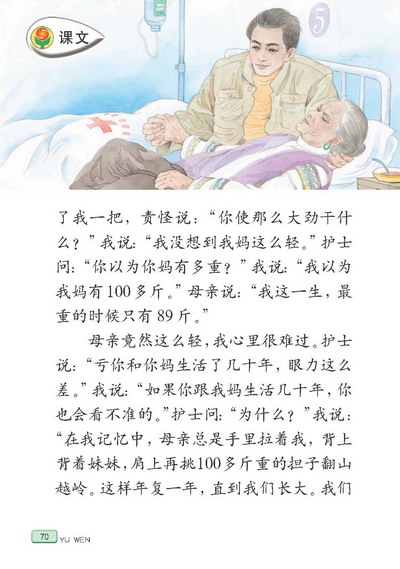 课文
5
了我一把，责怪说：“你使那么大劲干什
么？”我说：“我没想到我妈这么轻。”护士
问：“你以为你妈有多重？”我说：“我以为
我妈有100多斤。”母亲说：“我这一生，最
重的时候只有89斤。”
母亲竟然这么轻，我心里很难过。护士
说：“亏你和你妈生活了几十年，眼力这么
差。”我说：“如果你跟我妈生活几十年，你
也会看不准的。”护士问：“为什么？”我说：
“在我记忆中，母亲总是手里拉着我，背上
背着妹妹，肩上再挑100多斤重的担子翻山
越岭。这样年复一年，直到我们长大。我们
70
YU WEN